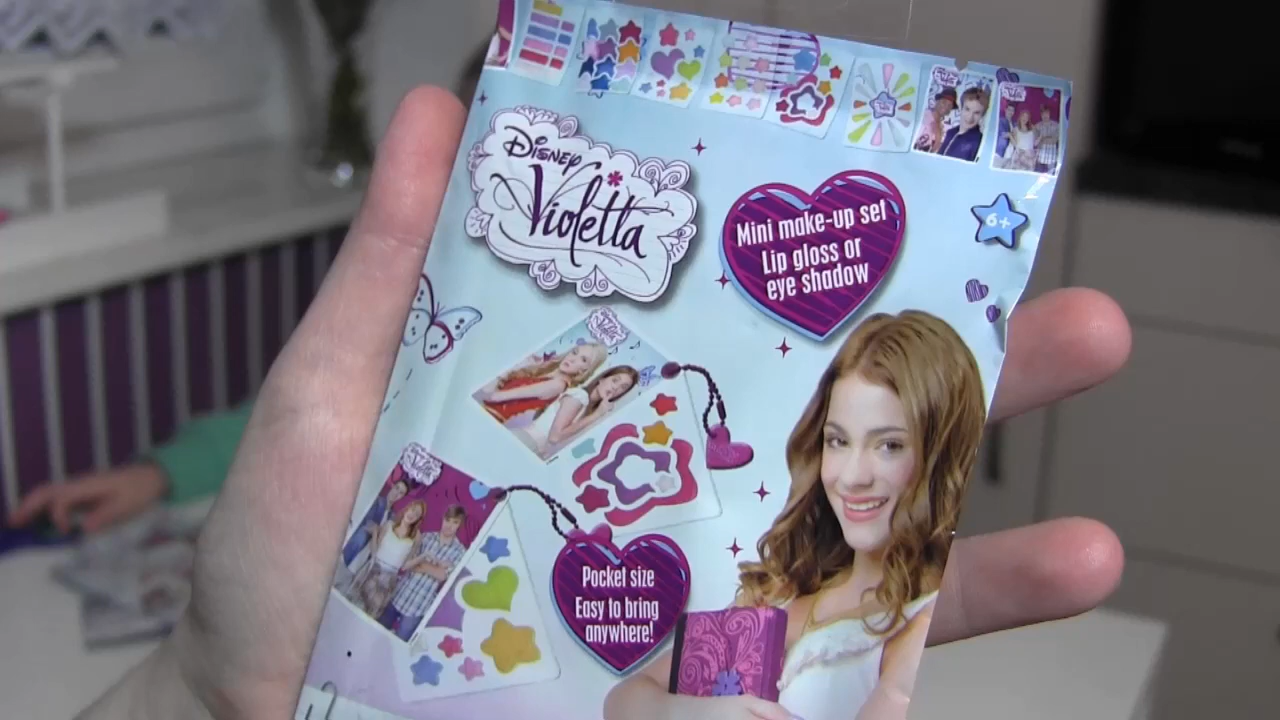 Disney
Violetta
Mini make-up set
Lip gloss or
eye shadow
6+
Pocket size
Easy to bring
anywhere!